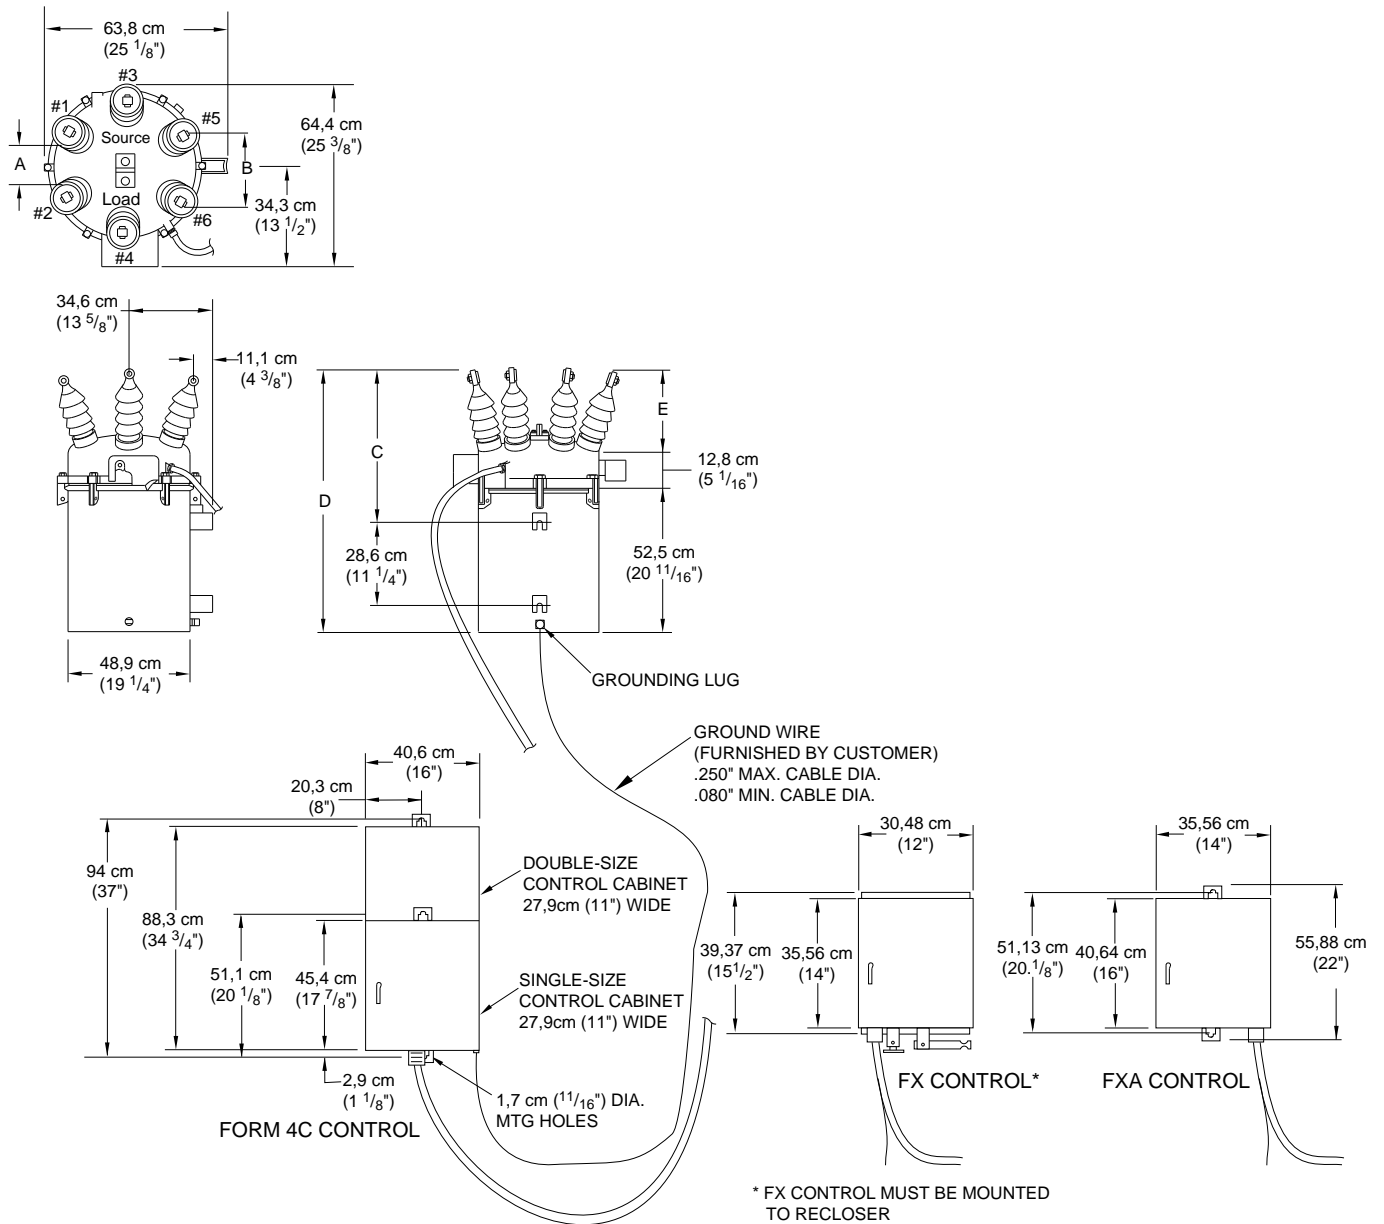 63,8 cm
(25 1/8")
#3
#1
#5
Source
A
B
64,4 cm
(25 3/8")
Load
34,3 cm
(13 1/2")
#2
#6
#4
34,6 cm
(13 5/8")
11,1 cm
(4 3/8")
E
C
12,8 cm
(5 1/16")
D
28,6 cm
(11 1/4")
52,5 cm
(20 11/16")
48,9 cm
(19 1/4")
GROUNDING LUG
GROUND WIRE
(FURNISHED BY CUSTOMER)
.250" MAX. CABLE DIA.
.080" MIN. CABLE DIA.
40,6 cm
(16")
20,3 cm
(8")
94 cm
(37")
88,3 cm
(34 3/4")
51,1 cm
(20 1/8")
45,4 cm
(17 7/8")
DOUBLE-SIZE
CONTROL CABINET
27,9cm (11") WIDE
SINGLE-SIZE
CONTROL CABINET
27,9cm (11") WIDE
2,9 cm
(1 1/8")
1,7 cm (11/16") DIA.
MTG HOLES
FORM 4C CONTROL
30,48 cm
(12")
39,37 cm
(151/2")
35,56 cm
(14")
FX CONTROL*
35,56 cm
(14")
51,13 cm
(20.1/8")
40,64 cm
(16")
55,88 cm
(22")
FXA CONTROL
* FX CONTROL MUST BE MOUNTED
TO RECLOSER